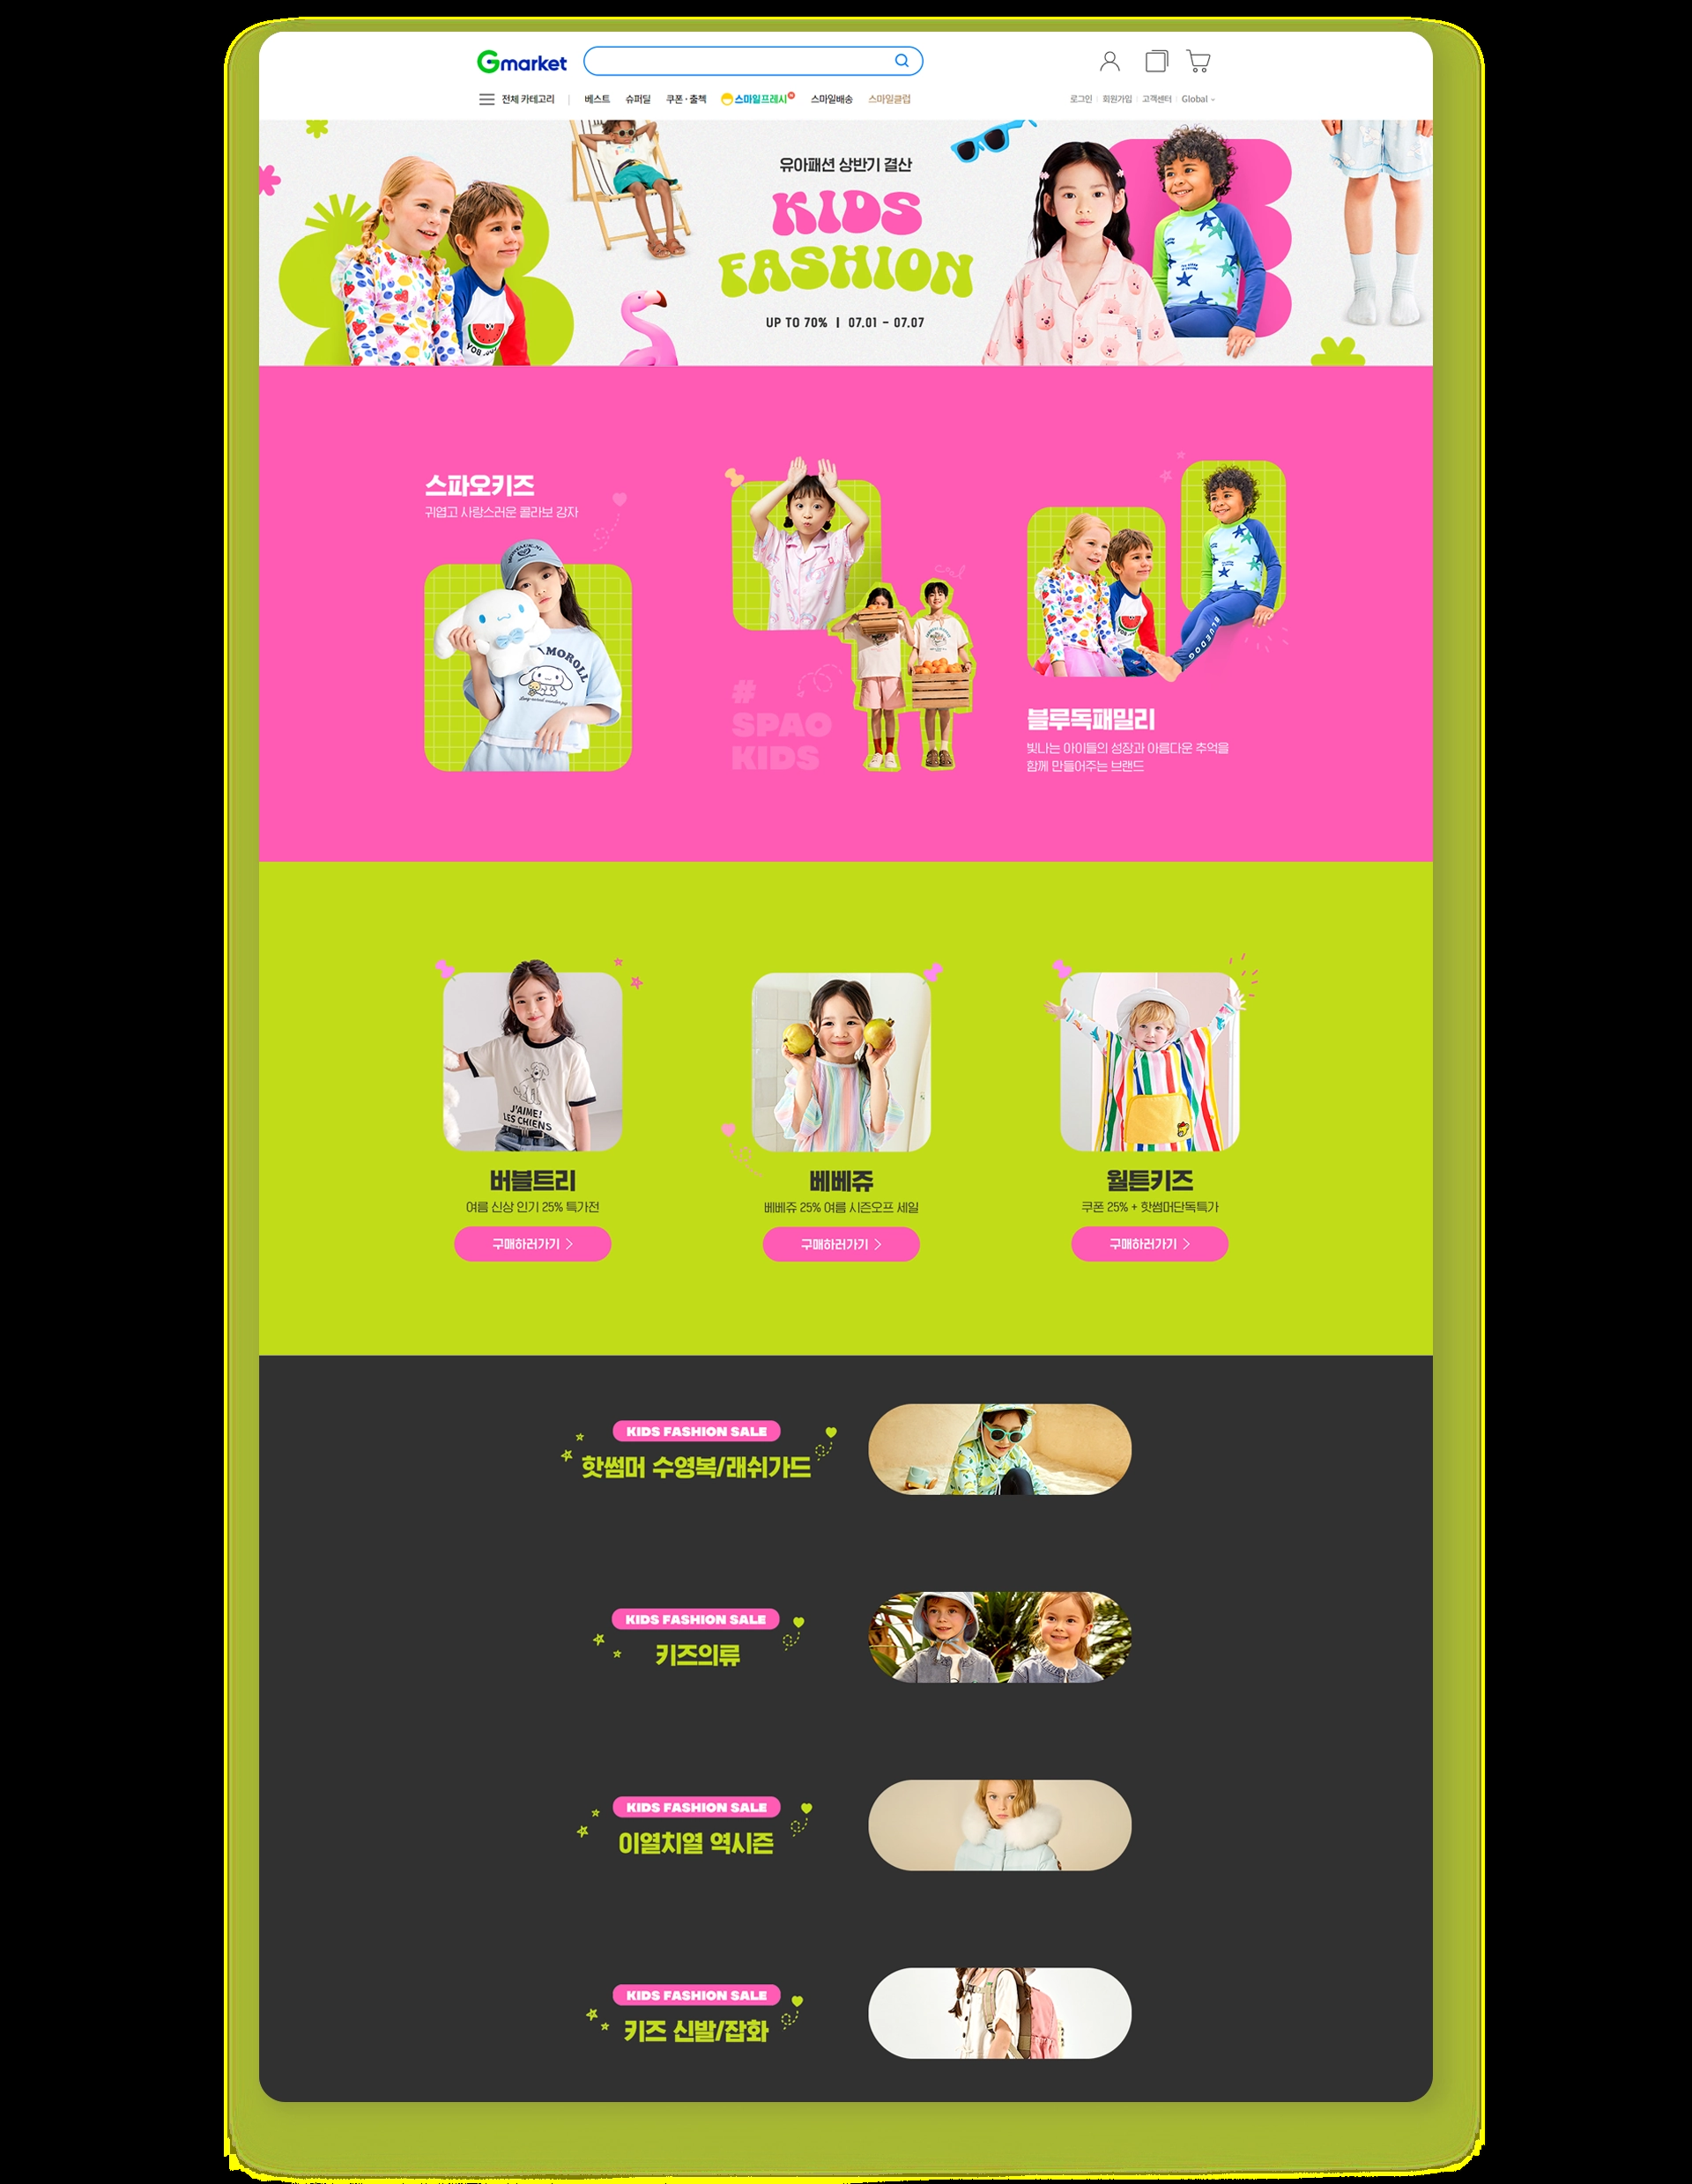 Gmarket
전체 카테고리
베스트
슈퍼딜
쿠폰·출첵
스마일프레시
스마일배송
스마일클럽
로그인
회원가입
고객센터
Global
유아패션 상반기 결산
KIDS
FASHION
UP TO 70% | 07.01 - 07.07
스파오키즈
귀엽고 사랑스러운 콜라보 강자
#
SPAO
KIDS
BLUEDOG
블루독패밀리
빛나는 아이들의 성장과 아름다운 추억을
함께 만들어주는 브랜드
J'AIME!
LES CHIENS
버블트리
여름 신상 인기 25% 특가전
구매하러가기
베베쥬
베베쥬 25% 여름 시즌오프 세일
구매하러가기
월튼키즈
쿠폰 25% + 핫썸머단독특가
구매하러가기
KIDS FASHION SALE
핫썸머 수영복/래쉬가드
KIDS FASHION SALE
키즈의류
KIDS FASHION SALE
이열치열 역시즌
KIDS FASHION SALE
키즈 신발/잡화